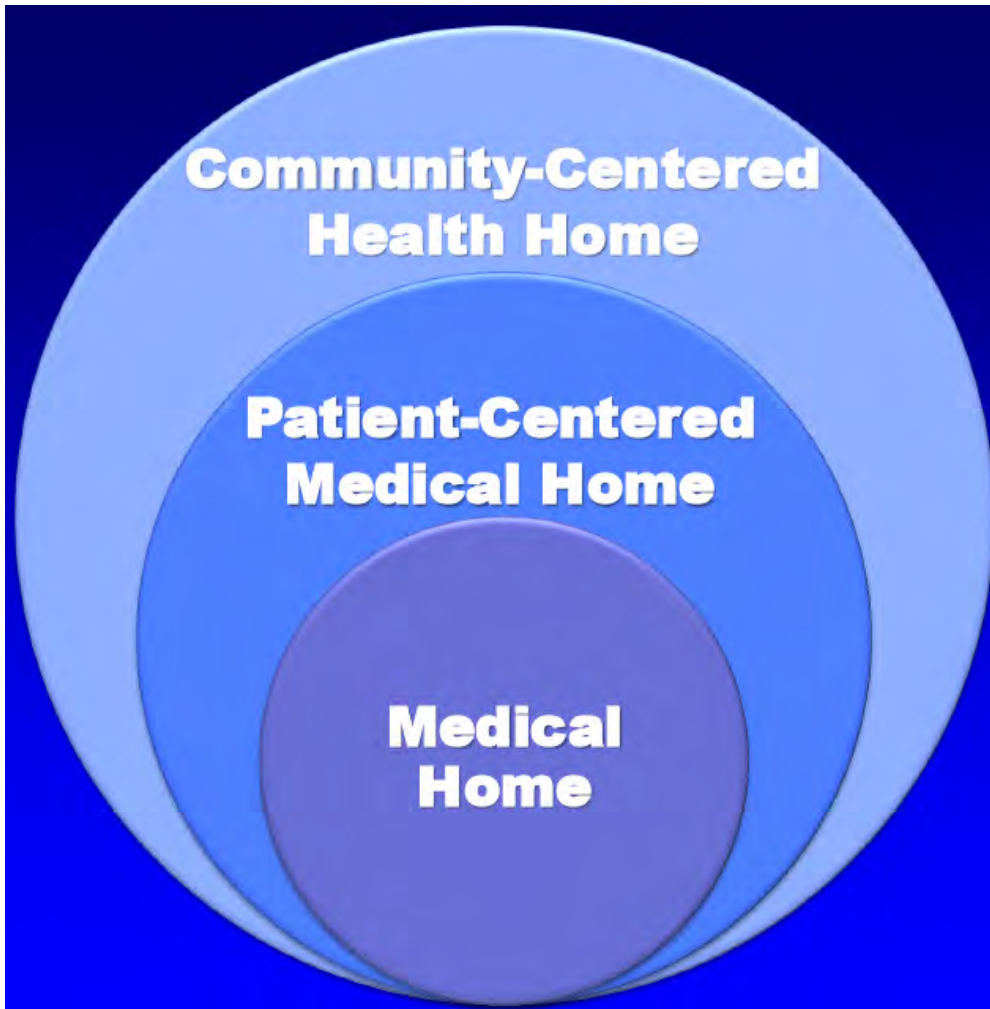 Community-Centered
Health Home
Patient-Centered
Medical Home
Medical
Home